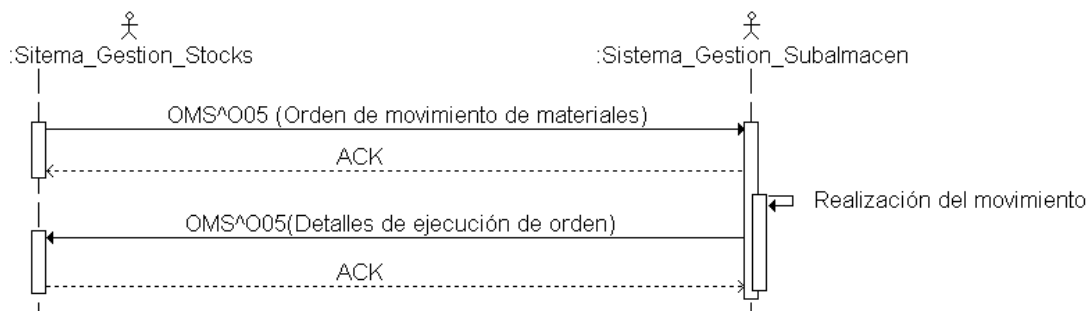 :Sitema_Gestion_Stocks
:Sistema_Gestion_Subalmacen
OMS^O05 (Orden de movimiento de materiales)
ACK
Realización del movimiento
OMS^O05(Detalles de ejecución de orden)
ACK